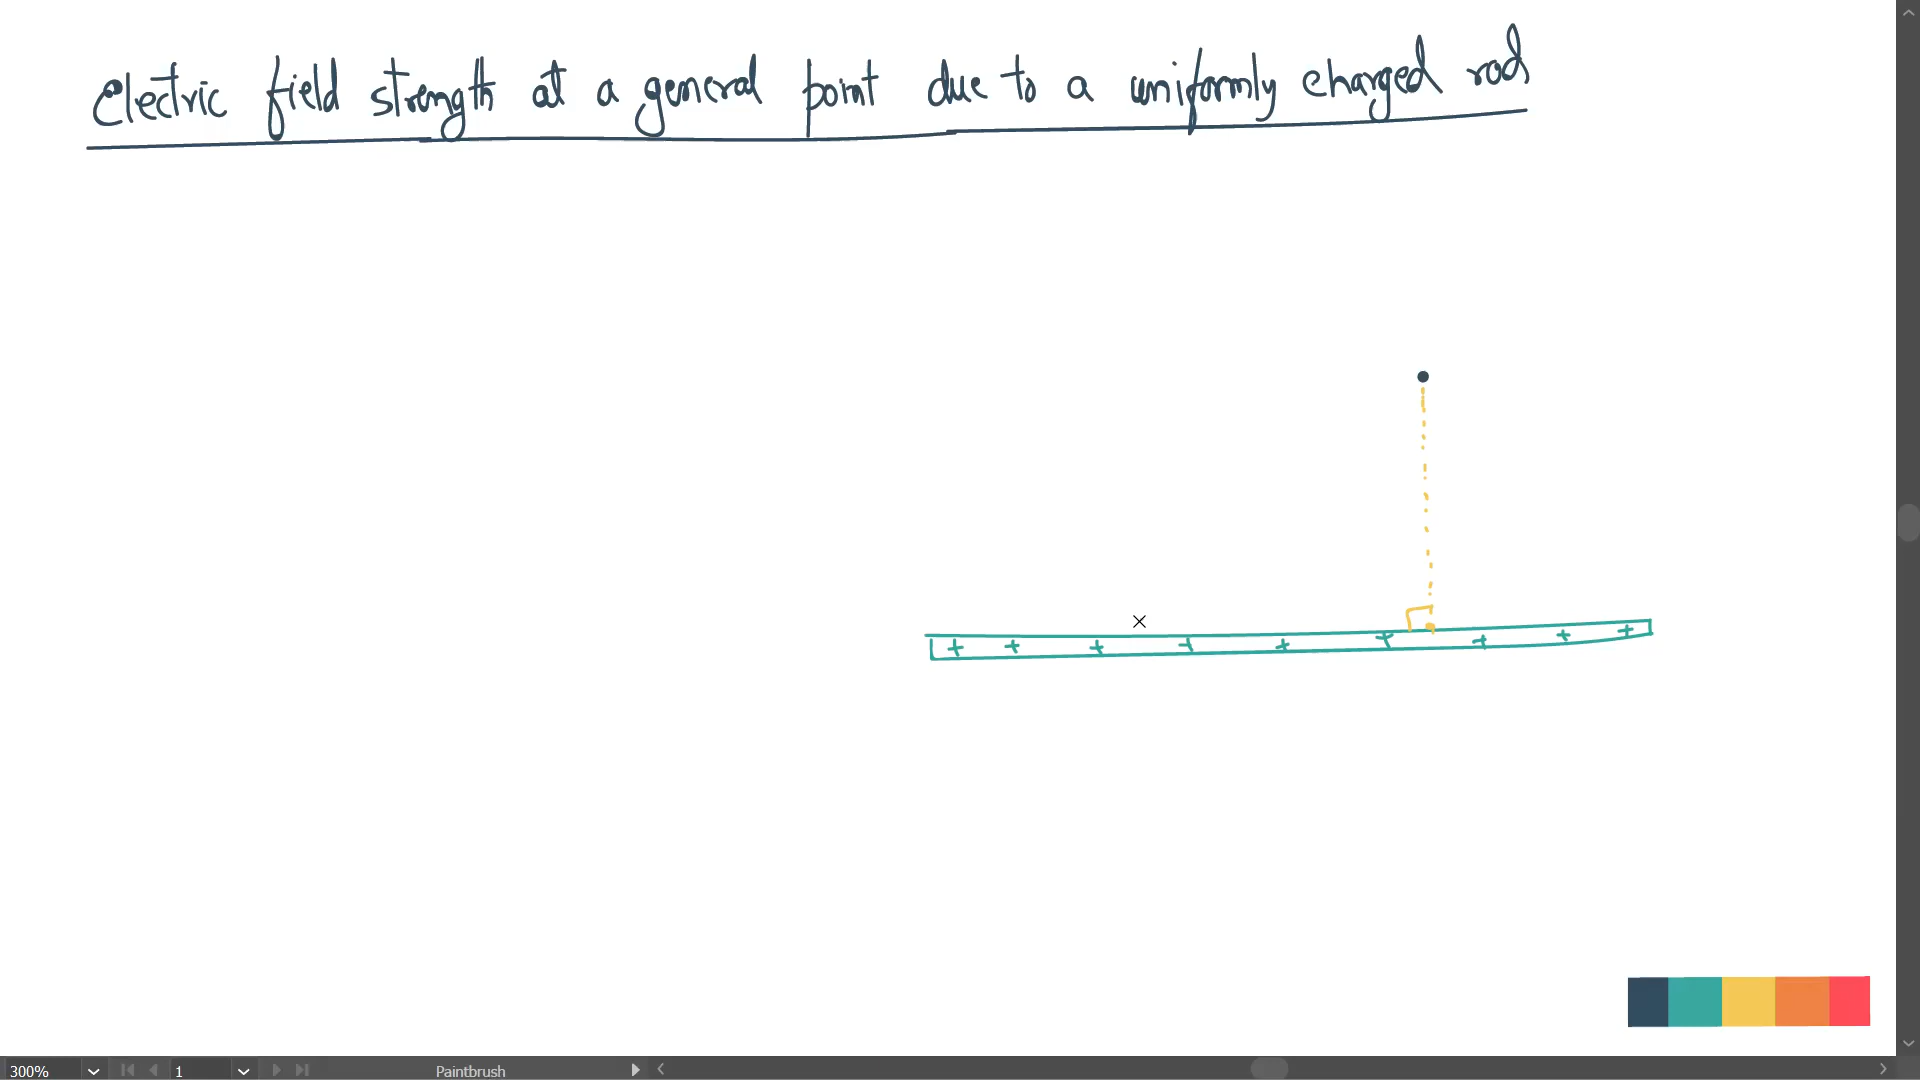 Electric field strength at a general point due to a uniformly charged rod
+ + + + + + + + +
300%
1
Paintbrush